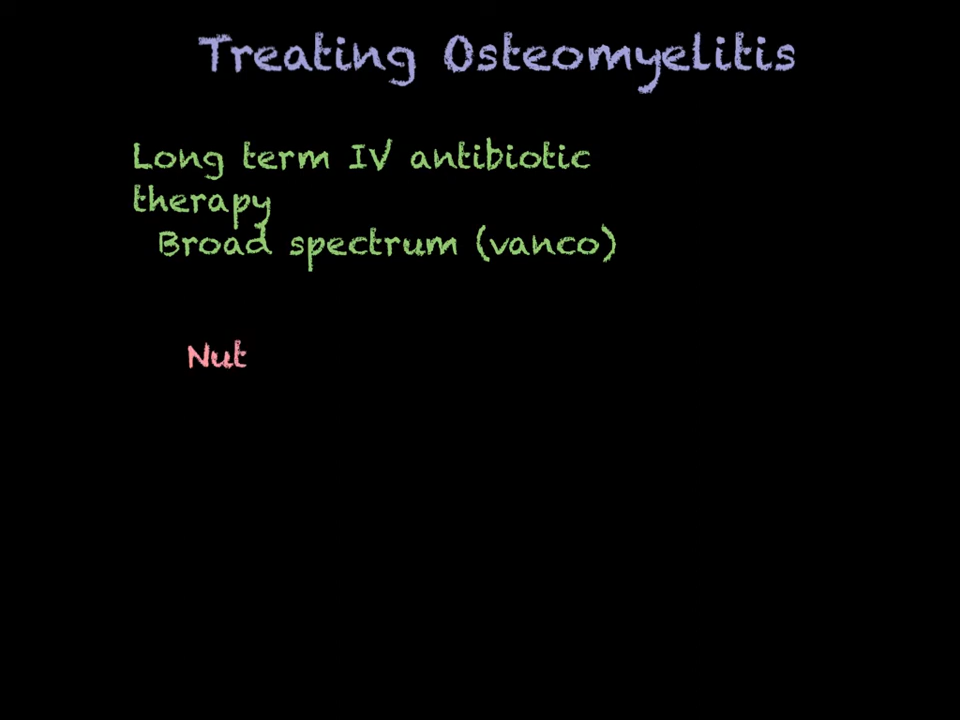 Treating Osteomyelitis
Long term IV antibiotic
therapy
Broad spectrum (vanco)
Nut